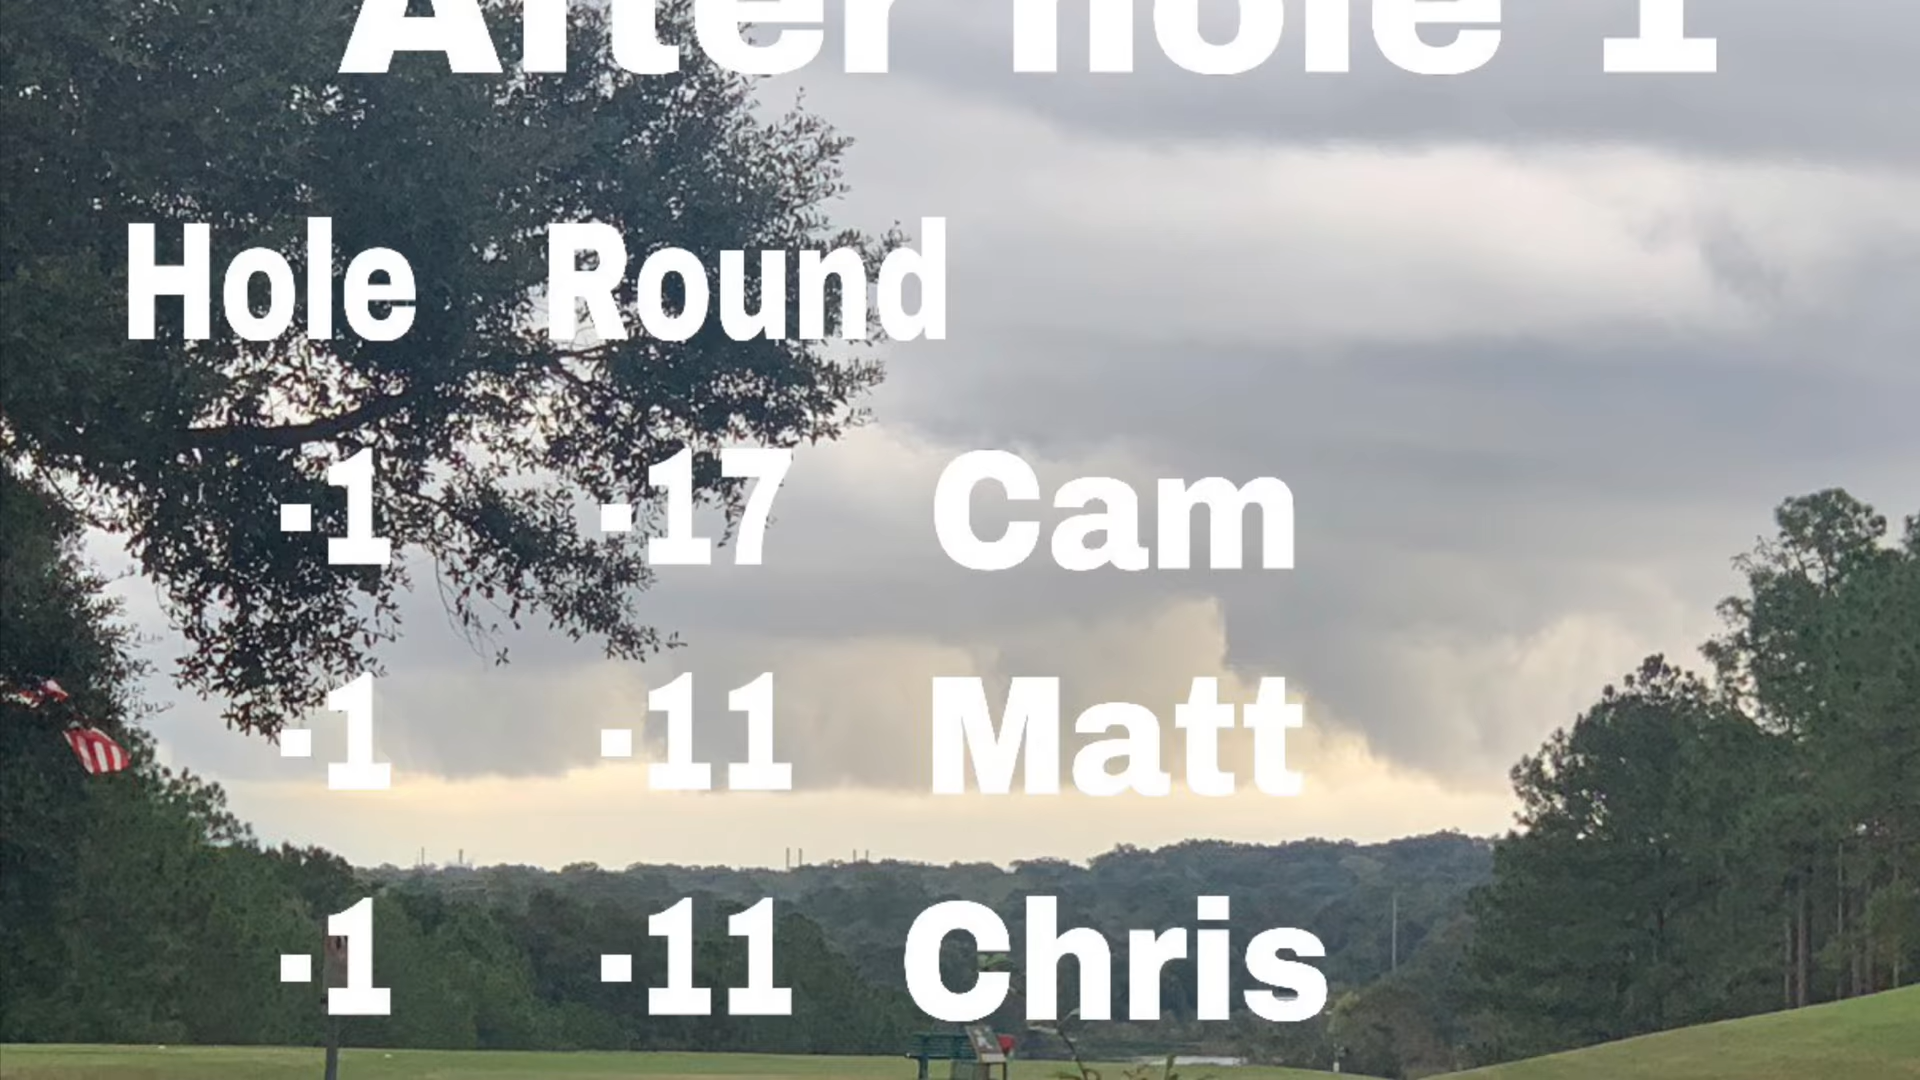 After hole 1
Hole Round
-1 -17 Cam
-1 -11 Matt
-1 -11 Chris